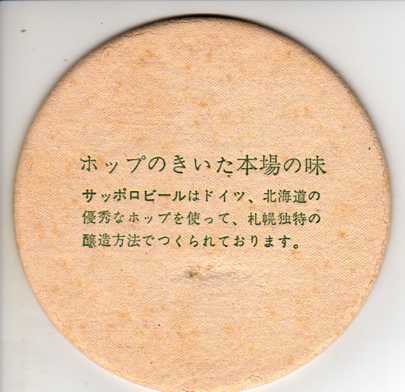 ホップのきいた本場の味
サッポロビールはドイツ、北海道の
優秀なホップを使って、札幌独特の
醸造方法でつくられております。